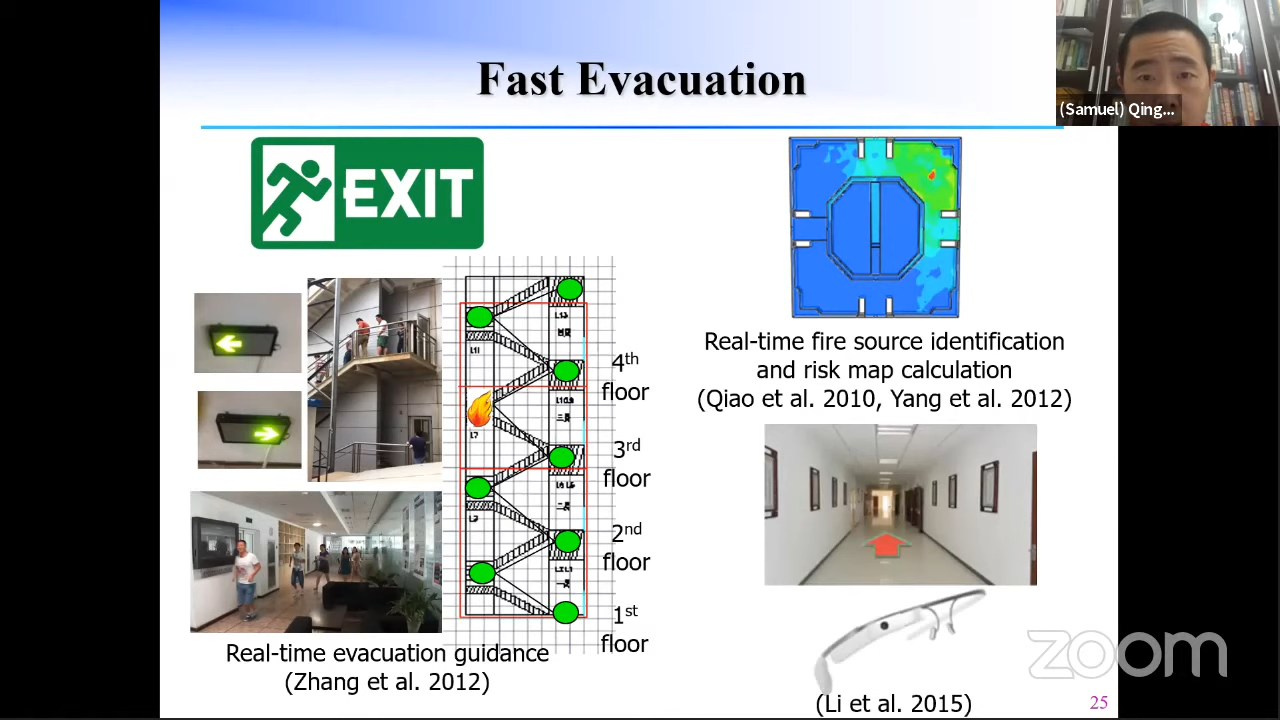 Fast Evacuation
(Samuel) Qing...
EXIT
4th
floor
3rd
floor
2nd
floor
1st
floor
Real-time evacuation guidance
(Zhang et al. 2012)
Real-time fire source identification
and risk map calculation
(Qiao et al. 2010, Yang et al. 2012)
(Li et al. 2015)
zoom
25